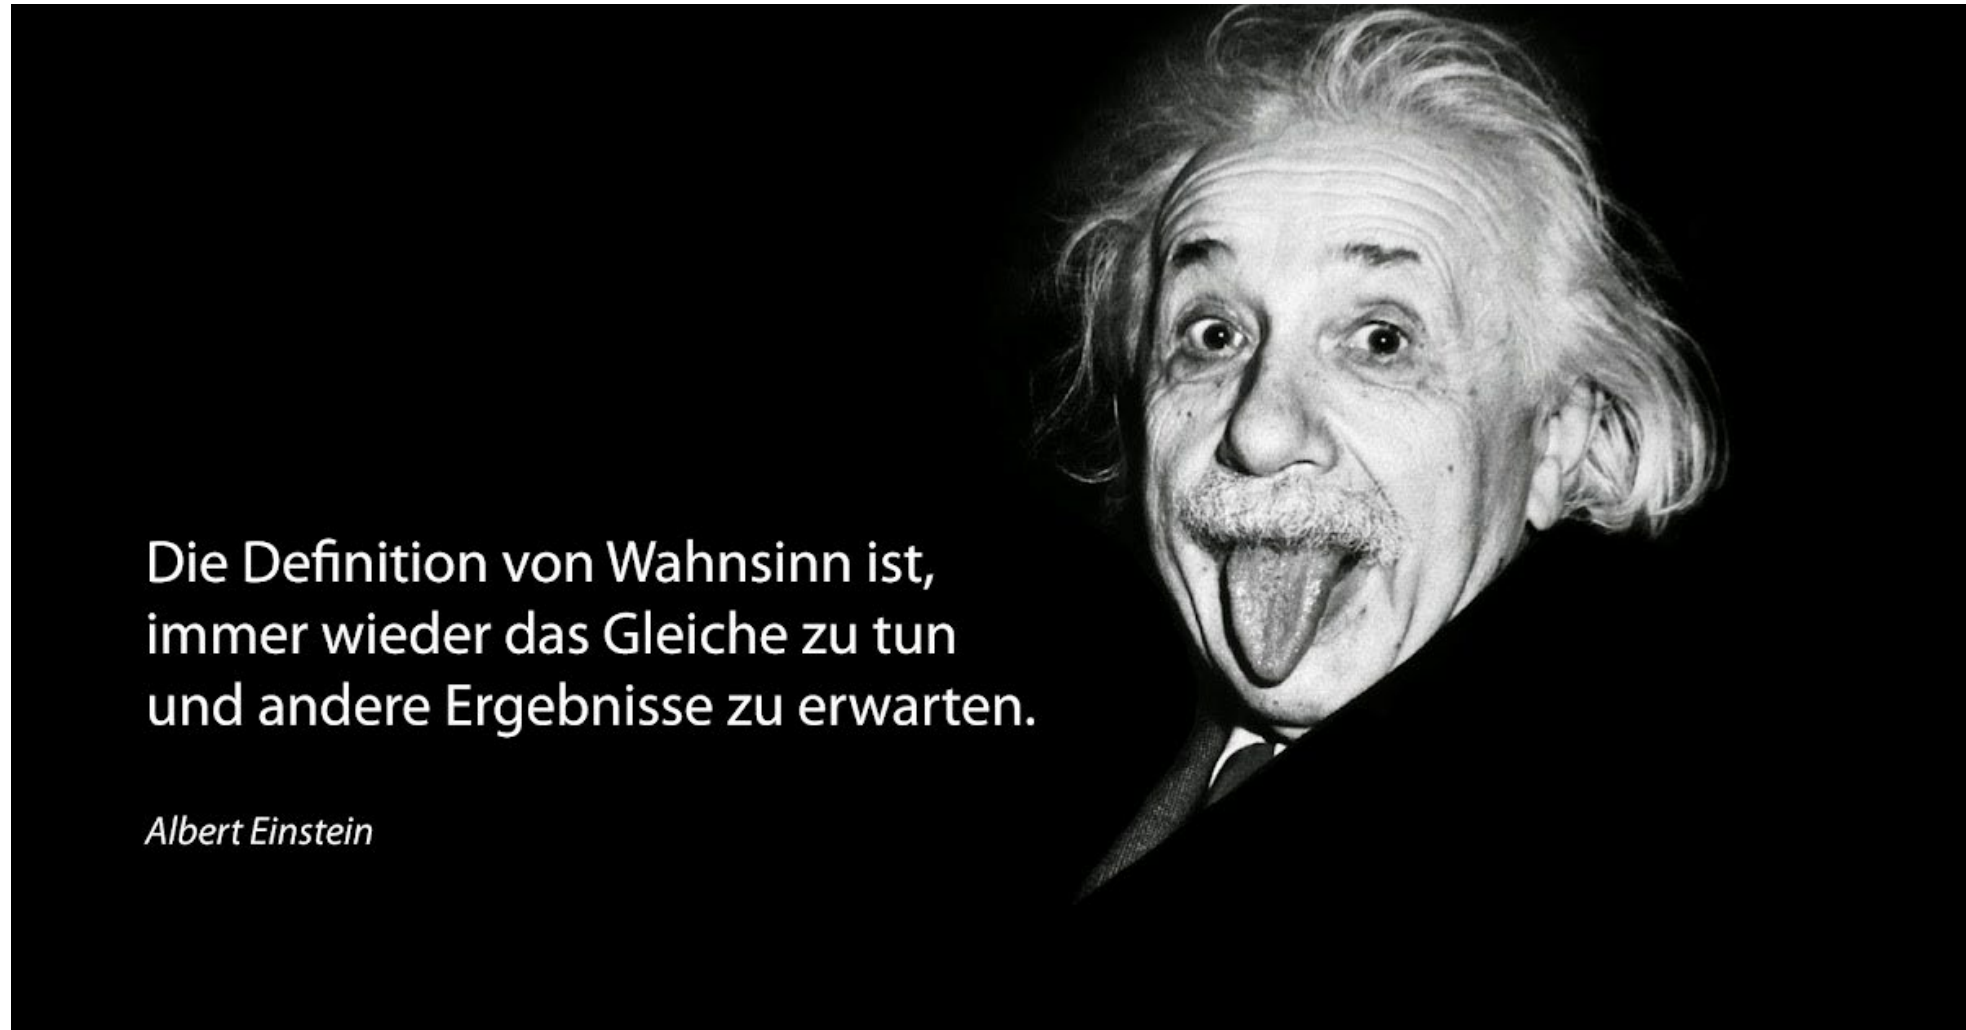 Die Definition von Wahnsinn ist,
immer wieder das Gleiche zu tun
und andere Ergebnisse zu erwarten.
Albert Einstein